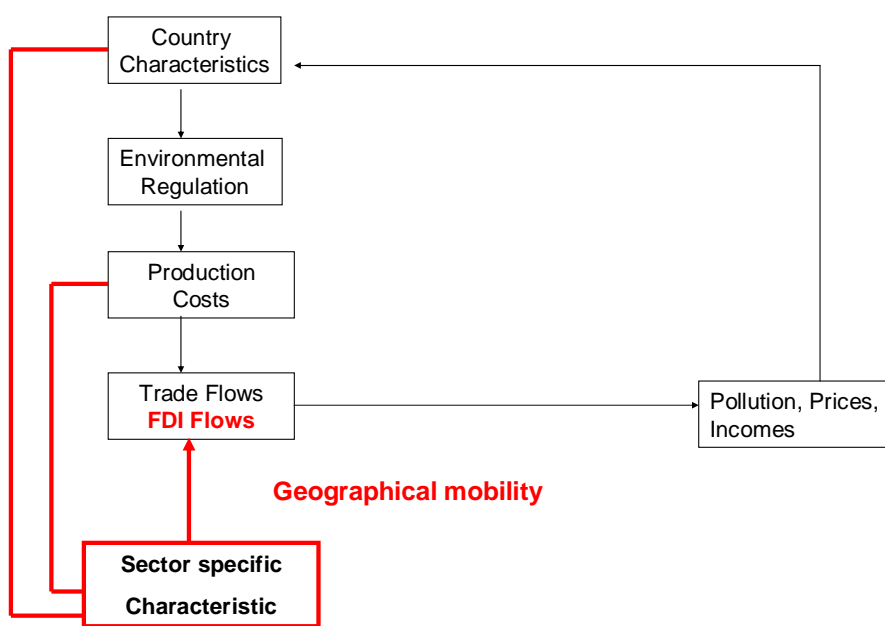 Country
Characteristics
Environmental
Regulation
Production
Costs
Trade Flows
FDI Flows
Pollution, Prices,
Incomes
Geographical mobility
Sector specific
Characteristic